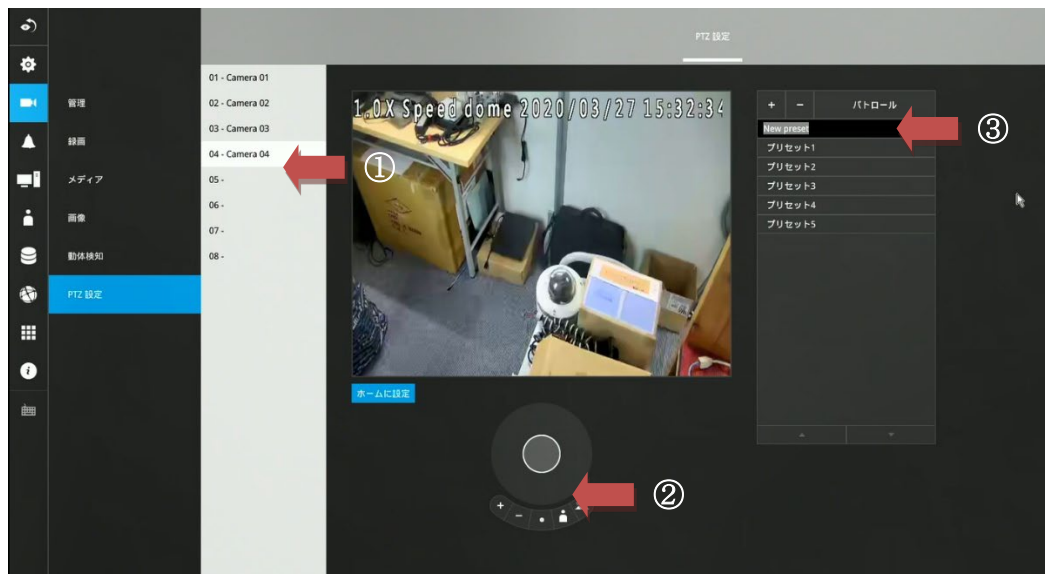 PTZ 設定
管理
録画
メディア
画像
動体検知
PTZ 設定
01 - Camera 01
02 - Camera 02
03 - Camera 03
04 - Camera 04
05 -
06 -
07 -
08 -
①
1.0X Speed dome 2020/03/27 15:32:34
ホームに設定
+ -
②
+ - パトロール
New preset
プリセット1
プリセット2
プリセット3
プリセット4
プリセット5
③